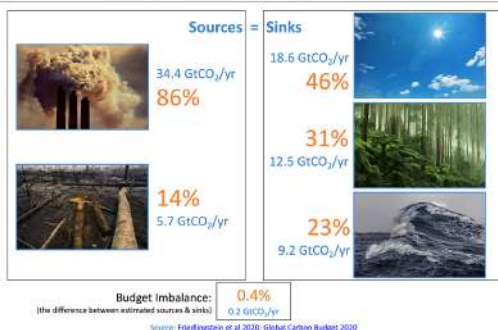 Sources = Sinks
34.4 GtCO₂/yr
86%
14%
5.7 GtCO₂/yr
18.6 GtCO₂/yr
46%
31%
12.5 GtCO₂/yr
23%
9.2 GtCO₂/yr
Budget Imbalance:
(the difference between estimated sources & sinks)
0.4%
0.2 GtCO₂/yr
Source: Friedlingstein et al 2020; Global Carbon Budget 2020